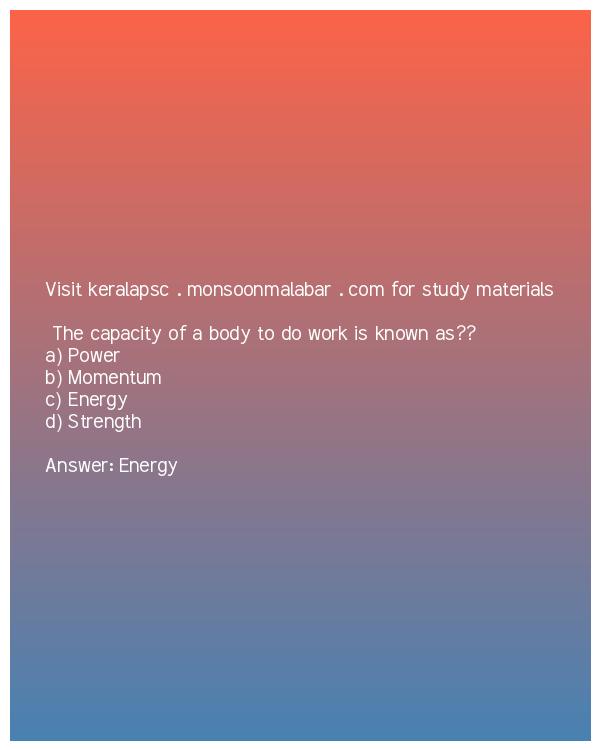 Visit keralapsc . monsoonmalabar . com for study materials
The capacity of a body to do work is known as??
a) Power
b) Momentum
c) Energy
d) Strength
Answer: Energy